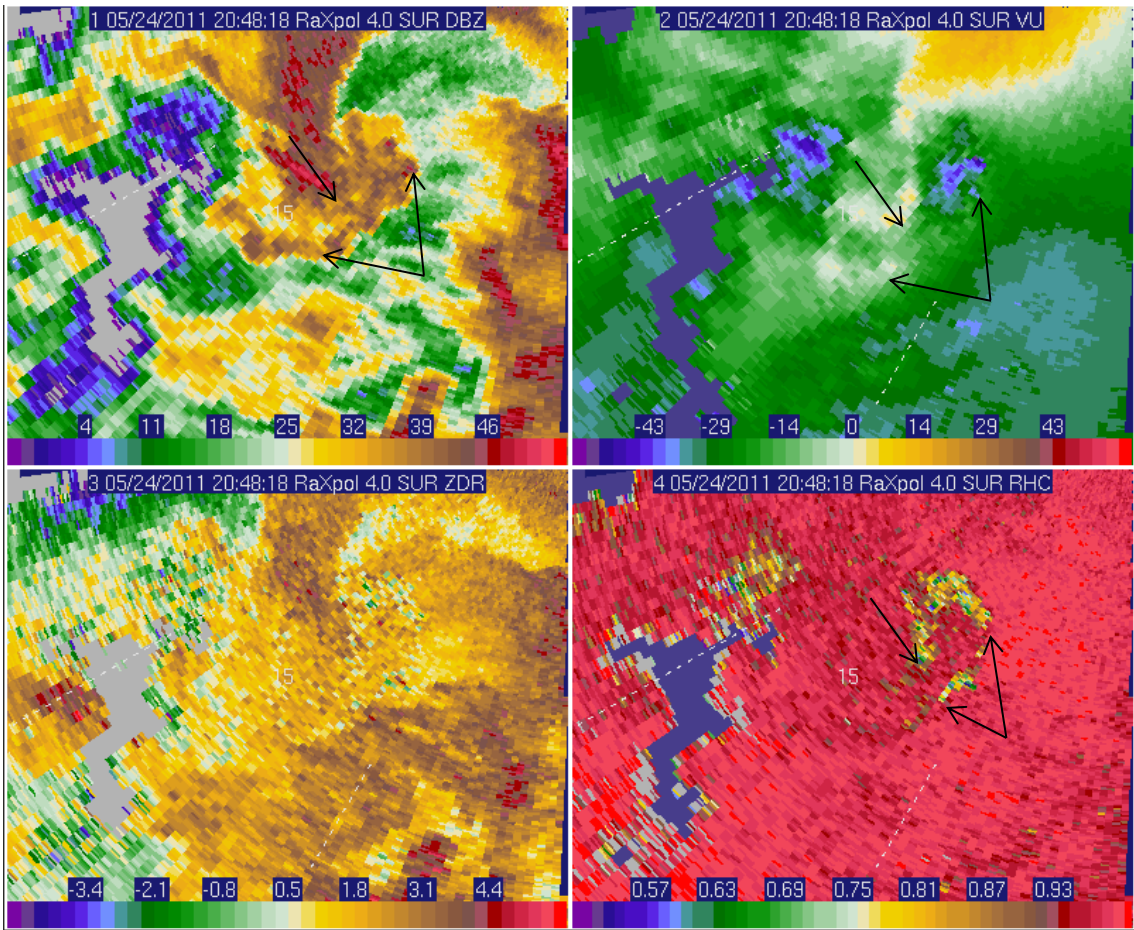 1 05/24/2011 20:48:18 RaXpol 4.0 SUR DBZ
2 05/24/2011 20:48:18 RaXpol 4.0 SUR VU
15
1
4 11 18 25 32 39 46
-43 -29 -14 0 14 29 43
3 05/24/2011 20:48:18 RaXpol 4.0 SUR ZDR
4 05/24/2011 20:48:18 RaXpol 4.0 SUR RHC
15
15
-3.4 -2.1 -0.8 0.5 1.8 3.1 4.4
0.57 0.63 0.69 0.75 0.81 0.87 0.93